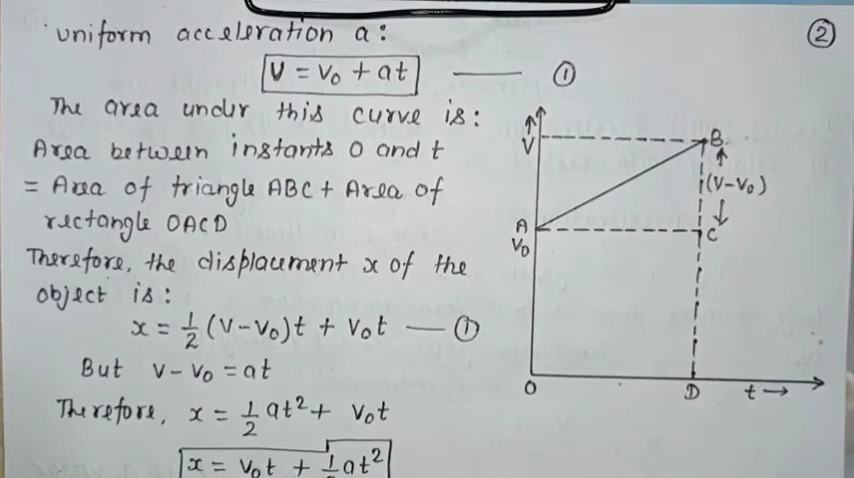 uniform acceleration a:
②
V = v₀ + at —— ①
The area under this curve is:
Area between instants 0 and t
= Area of triangle ABC + Area of
rectangle OACD
Therefore, the displacement x of the
object is:
x = 1/2 (v-v₀)t + v₀t — ①
But v-v₀ = at
Therefore, x = 1/2 at² + v₀t
x = v₀t + 1/2 at²
V
B
(v-v₀)
A
V₀
C
O
D
t →